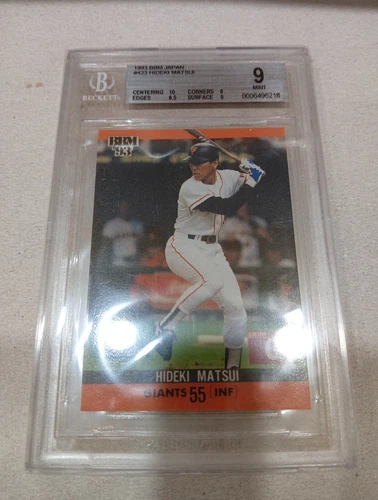 1993 BBM JAPAN
#423 HIDEKI MATSUI
9
MINT
BECKETT
CENTERING 10 CORNERS 9
EDGES 9.5 SURFACE 9
0006496216
BBM
'93
HIDEKI MATSUI
GIANTS 55 INF